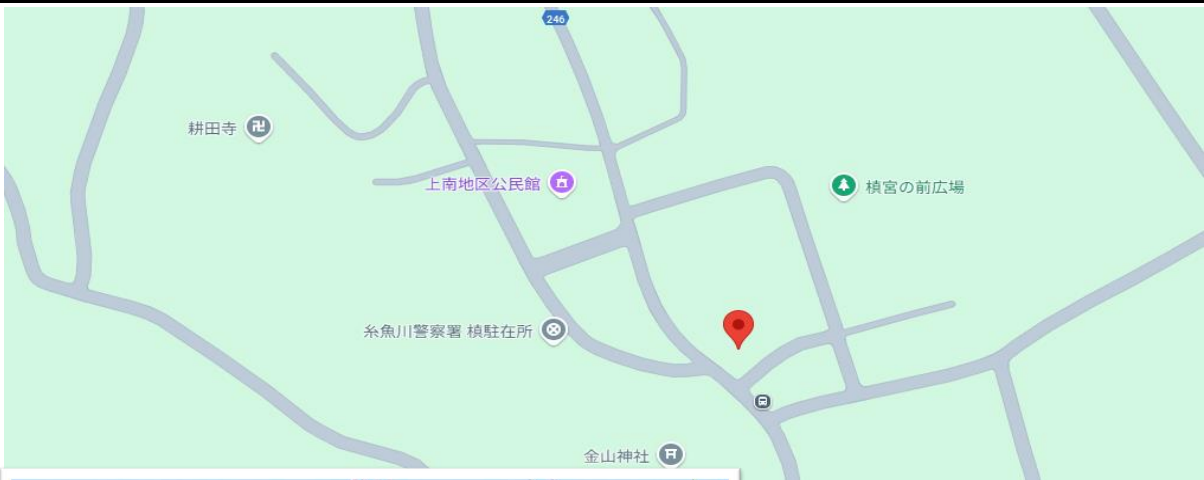 246
耕田寺
上南地区公民館
槙宮の前広場
糸魚川警察署 槙駐在所
金山神社